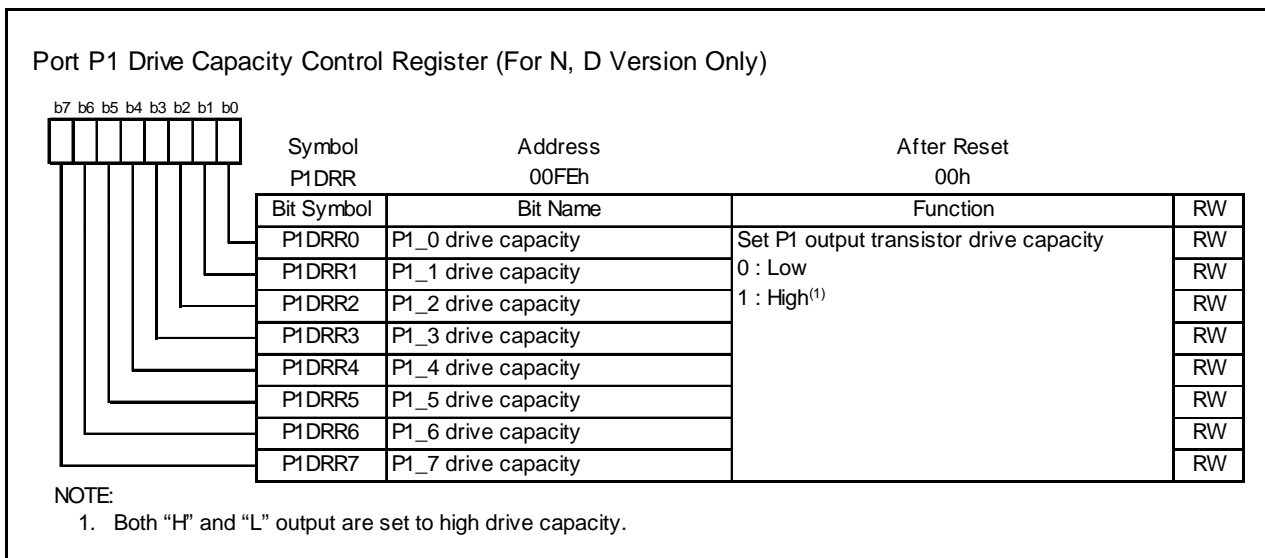 Port P1 Drive Capacity Control Register (For N, D Version Only)
b7 b6 b5 b4 b3 b2 b1 b0
Symbol Address After Reset
P1DRR 00FEh 00h
Bit Symbol Bit Name Function RW
P1DRR0 P1_0 drive capacity Set P1 output transistor drive capacity RW
P1DRR1 P1_1 drive capacity 0 : Low RW
P1DRR2 P1_2 drive capacity 1 : High(1) RW
P1DRR3 P1_3 drive capacity RW
P1DRR4 P1_4 drive capacity RW
P1DRR5 P1_5 drive capacity RW
P1DRR6 P1_6 drive capacity RW
P1DRR7 P1_7 drive capacity RW
NOTE:
1. Both “H” and “L” output are set to high drive capacity.